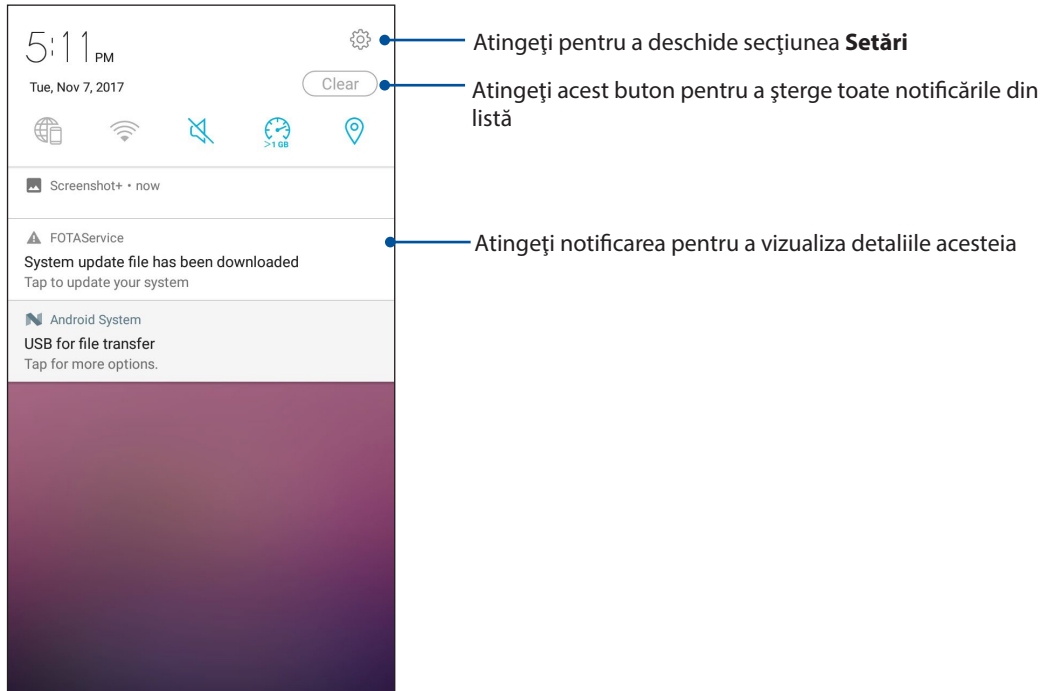 5:11 PM
Atingeţi pentru a deschide secţiunea Setări
Tue, Nov 7, 2017
Clear
Atingeţi acest buton pentru a şterge toate notificările din
listă
>1 GB
Screenshot+ • now
FOTAService
System update file has been downloaded
Tap to update your system
Atingeţi notificarea pentru a vizualiza detaliile acesteia
Android System
USB for file transfer
Tap for more options.